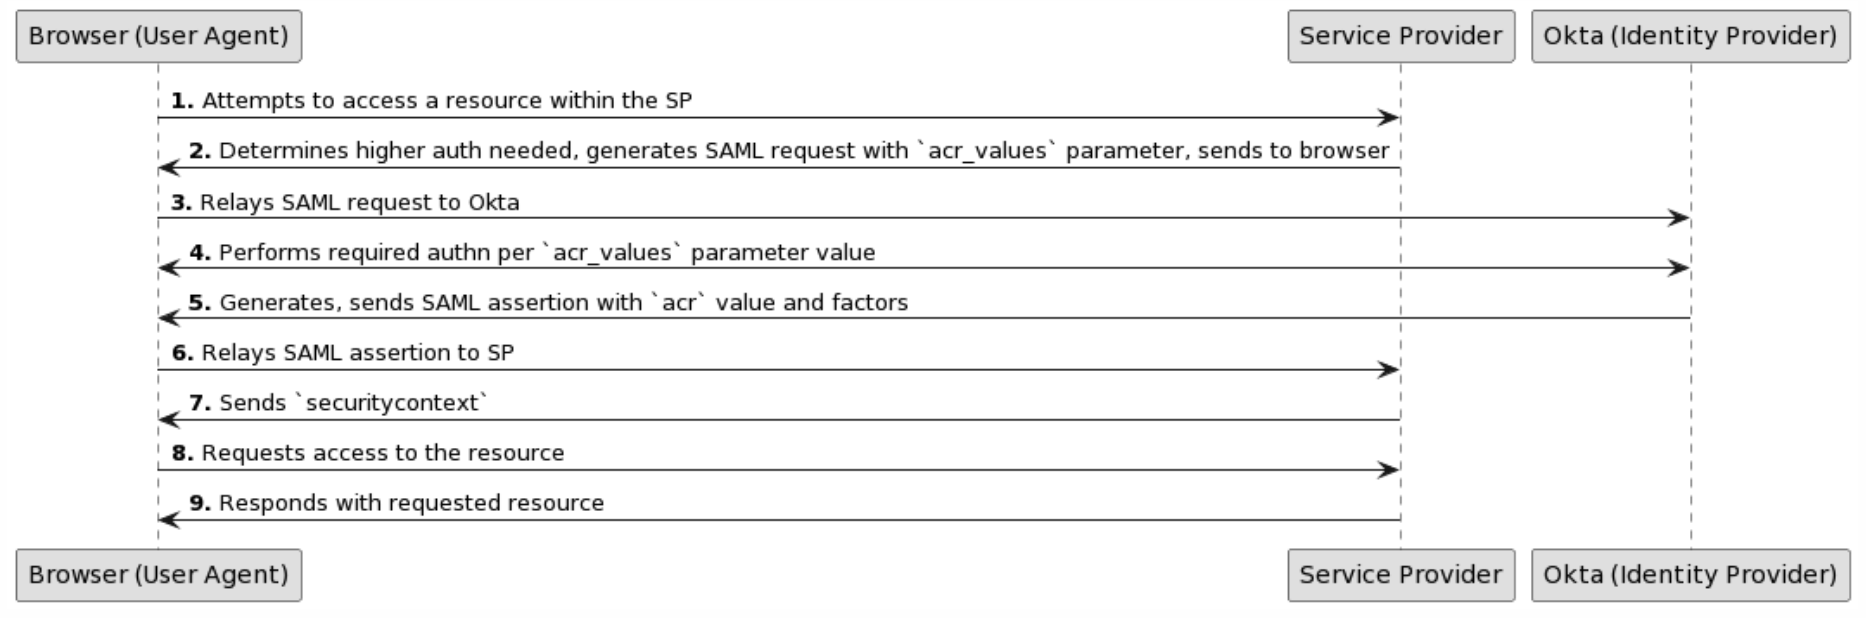 Browser (User Agent)
Service Provider
Okta (Identity Provider)
1. Attempts to access a resource within the SP
2. Determines higher auth needed, generates SAML request with `acr_values` parameter, sends to browser
3. Relays SAML request to Okta
4. Performs required authn per `acr_values` parameter value
5. Generates, sends SAML assertion with `acr` value and factors
6. Relays SAML assertion to SP
7. Sends `securitycontext`
8. Requests access to the resource
9. Responds with requested resource
Browser (User Agent)
Service Provider
Okta (Identity Provider)